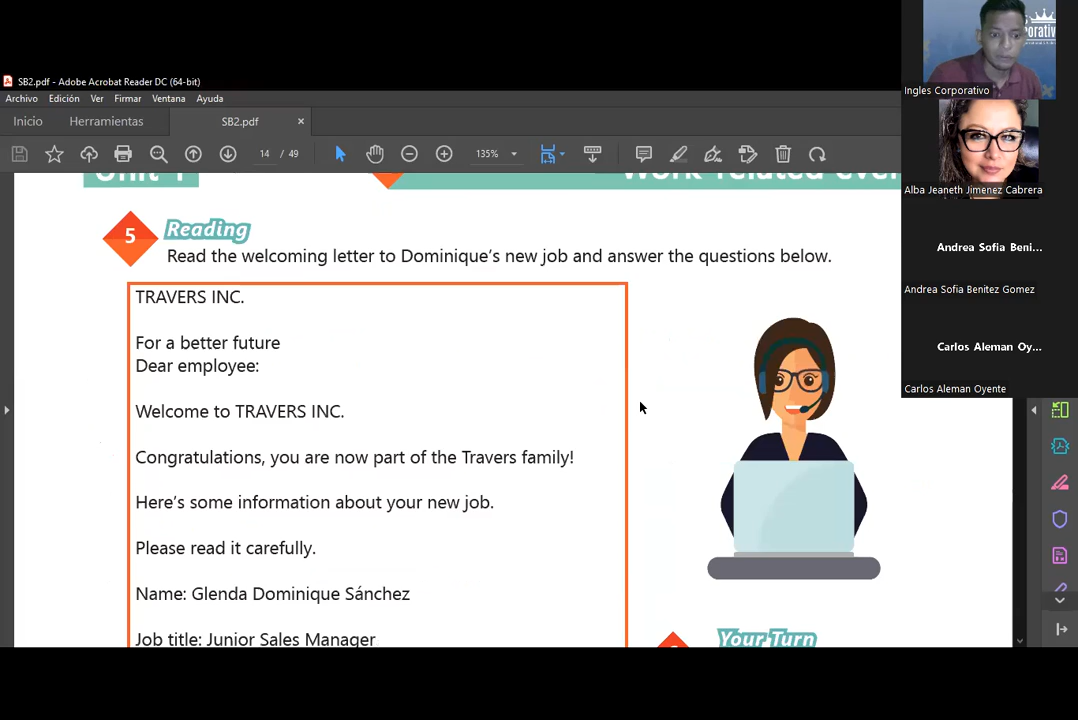 SB2.pdf - Adobe Acrobat Reader DC (64-bit)
Archivo Edición Ver Firmar Ventana Ayuda
Inicio Herramientas SB2.pdf ×
14 / 49 135%
Unit 1 Work-related
5 Reading
Read the welcoming letter to Dominique's new job and answer the questions below.
TRAVERS INC.
For a better future
Dear employee:
Welcome to TRAVERS INC.
Congratulations, you are now part of the Travers family!
Here's some information about your new job.
Please read it carefully.
Name: Glenda Dominique Sánchez
Job title: Junior Sales Manager
Your Turn
Ingles Corporativo
Alba Jeaneth Jimenez Cabrera
Andrea Sofia Beni...
Andrea Sofia Benitez Gomez
Carlos Aleman Oy...
Carlos Aleman Oyente